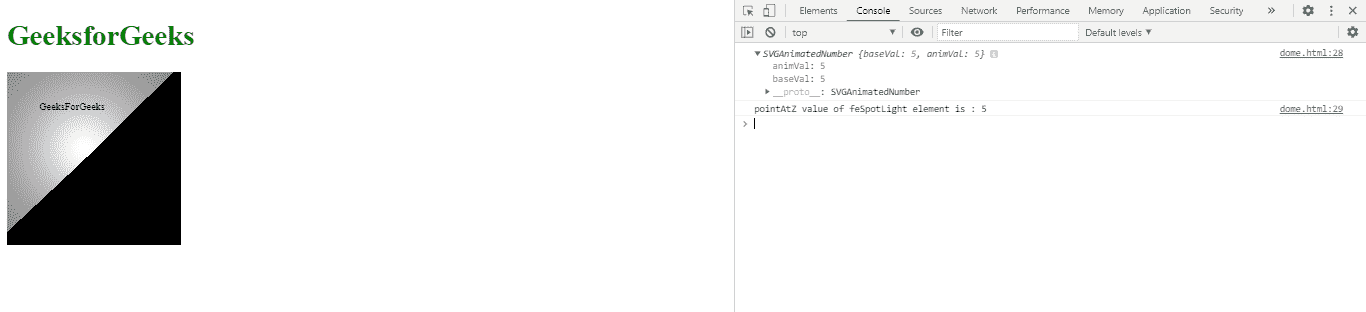 GeeksforGeeks
GeeksForGeeks
Elements Console Sources Network Performance Memory Application Security »
top Filter Default levels
SVGAnimatedNumber {baseVal: 5, animVal: 5} i dome.html:28
animVal: 5
baseVal: 5
__proto__: SVGAnimatedNumber
pointAtZ value of feSpotLight element is : 5 dome.html:29